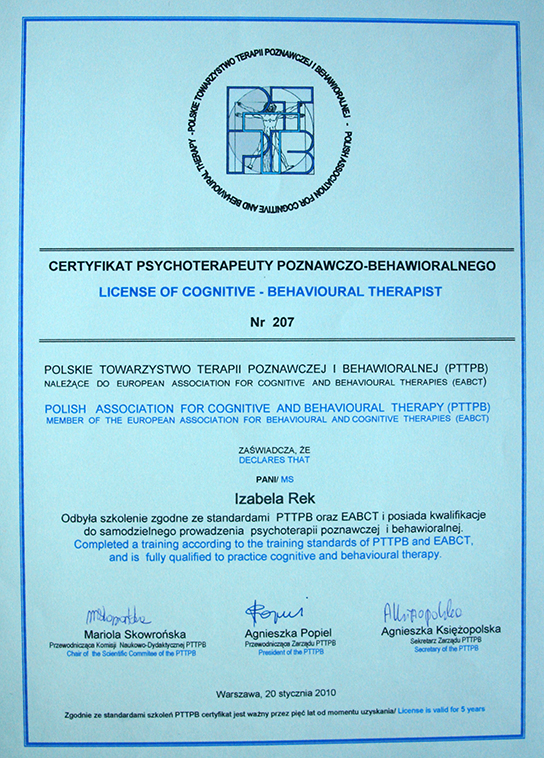 POLSKIE TOWARZYSTWO TERAPII POZNAWCZEJ I BEHAWIORALNEJ - POLISH ASSOCIATION FOR COGNITIVE AND BEHAVIOURAL THERAPY -
PT
TPB
CERTYFIKAT PSYCHOTERAPEUTY POZNAWCZO-BEHAWIORALNEGO
LICENSE OF COGNITIVE - BEHAVIOURAL THERAPIST
Nr 207
POLSKIE TOWARZYSTWO TERAPII POZNAWCZEJ I BEHAWIORALNEJ (PTTPB)
NALEŻĄCE DO EUROPEAN ASSOCIATION FOR COGNITIVE AND BEHAVIOURAL THERAPIES (EABCT)
POLISH ASSOCIATION FOR COGNITIVE AND BEHAVIOURAL THERAPY (PTTPB)
MEMBER OF THE EUROPEAN ASSOCIATION FOR BEHAVIOURAL AND COGNITIVE THERAPIES (EABCT)
ZAŚWIADCZA, ŻE
DECLARES THAT
PANI/ MS
Izabela Rek
Odbyła szkolenie zgodne ze standardami PTTPB oraz EABCT i posiada kwalifikacje
do samodzielnego prowadzenia psychoterapii poznawczej i behawioralnej.
Completed a training according to the training standards of PTTPB and EABCT,
and is fully qualified to practice cognitive and behavioural therapy.
Mariola Skowrońska Agnieszka Popiel Agnieszka Księżopolska
Przewodnicząca Komisji Naukowo-Dydaktycznej PTTPB Przewodnicząca Zarządu PTTPB Sekretarz Zarządu PTTPB
Chair of the Scientific Commitee of the PTTPB President of the PTTPB Secretary of the PTTPB
Warszawa, 20 stycznia 2010
Zgodnie ze standardami szkoleń PTTPB certyfikat jest ważny przez pięć lat od momentu uzyskania/ License is valid for 5 years